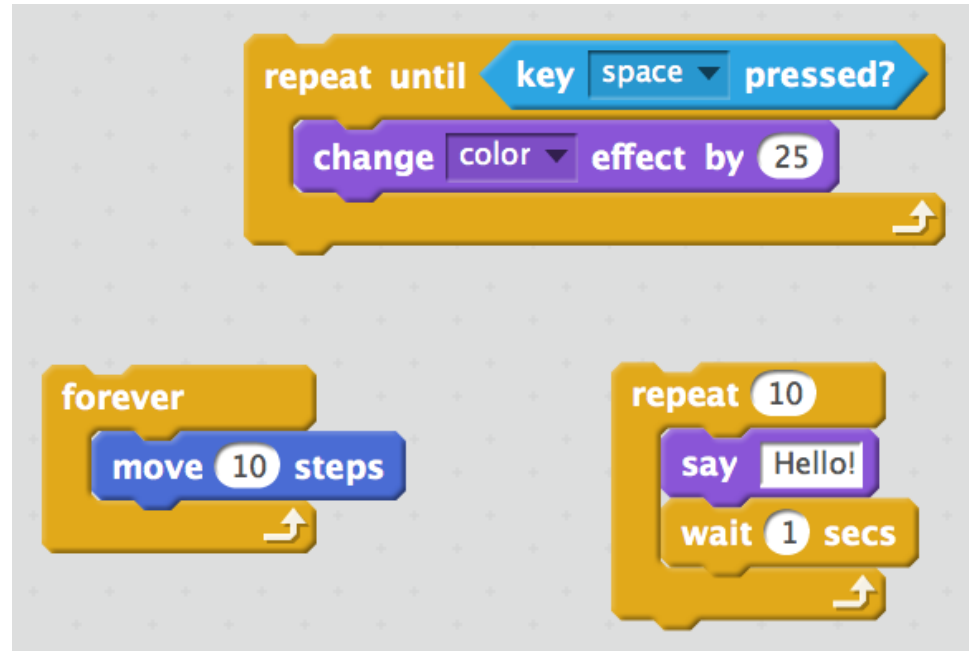 repeat until key space pressed?
change color effect by 25
forever
move 10 steps
repeat 10
say Hello!
wait 1 secs